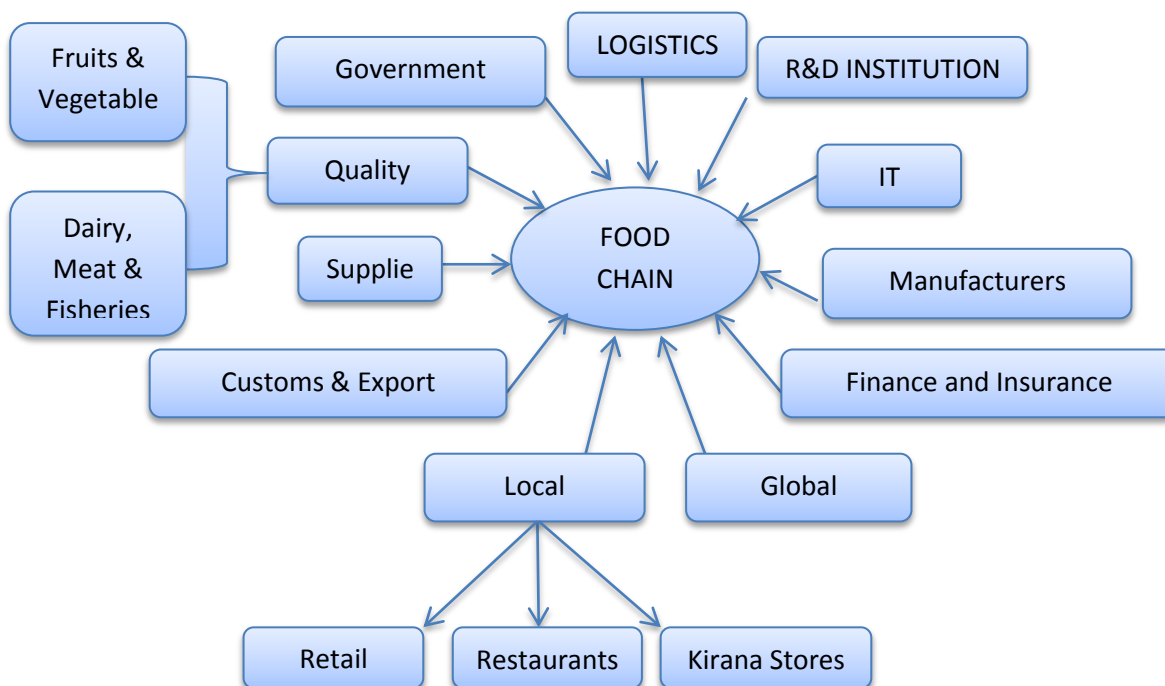 Fruits &
Vegetable
Government
LOGISTICS
R&D INSTITUTION
Quality
IT
Dairy,
Meat &
Fisheries
Supplie
FOOD
CHAIN
Manufacturers
Customs & Export
Finance and Insurance
Local
Global
Retail
Restaurants
Kirana Stores